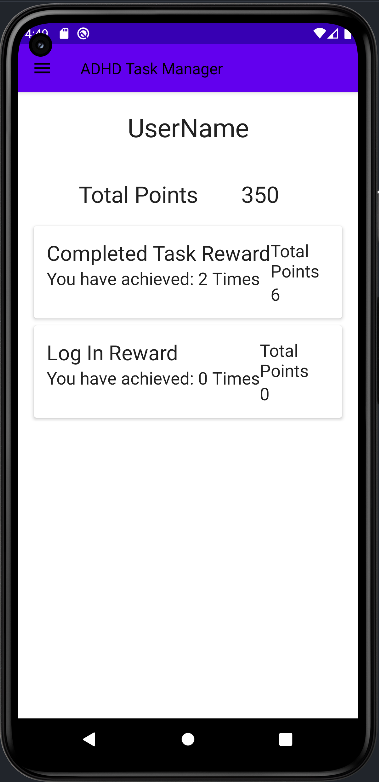 4:49
ADHD Task Manager
UserName
Total Points 350
Completed Task Reward
You have achieved: 2 Times
Total
Points
6
Log In Reward
You have achieved: 0 Times
Total
Points
0